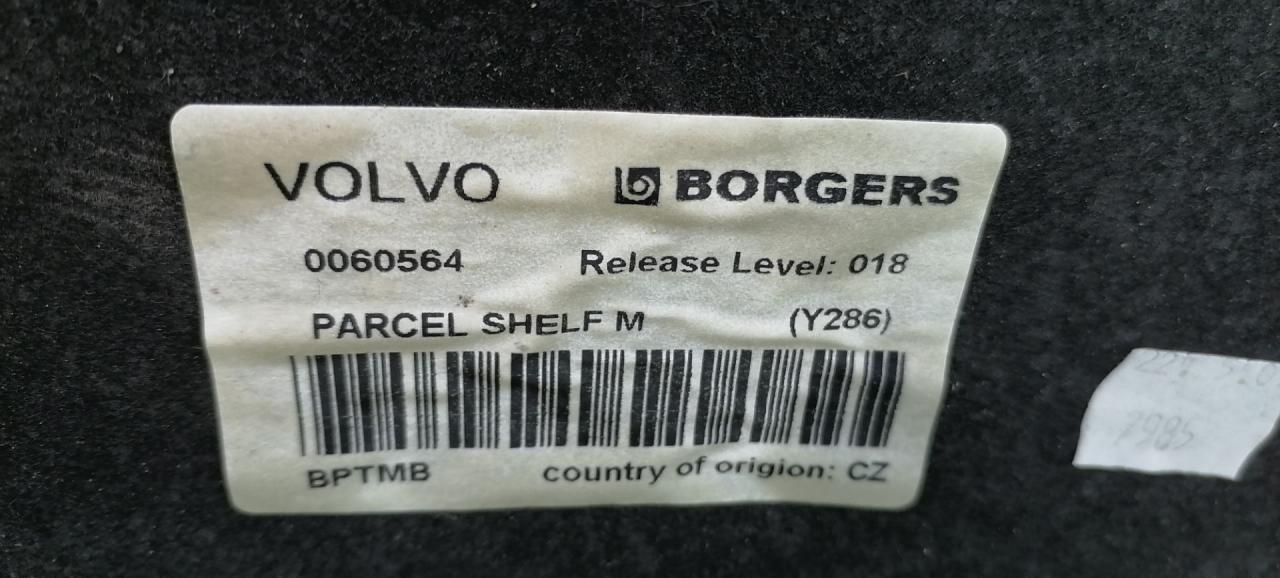 VOLVO BORGERS
0060564 Release Level: 018
PARCEL SHELF M (Y286)
BPTMB country of origion: CZ